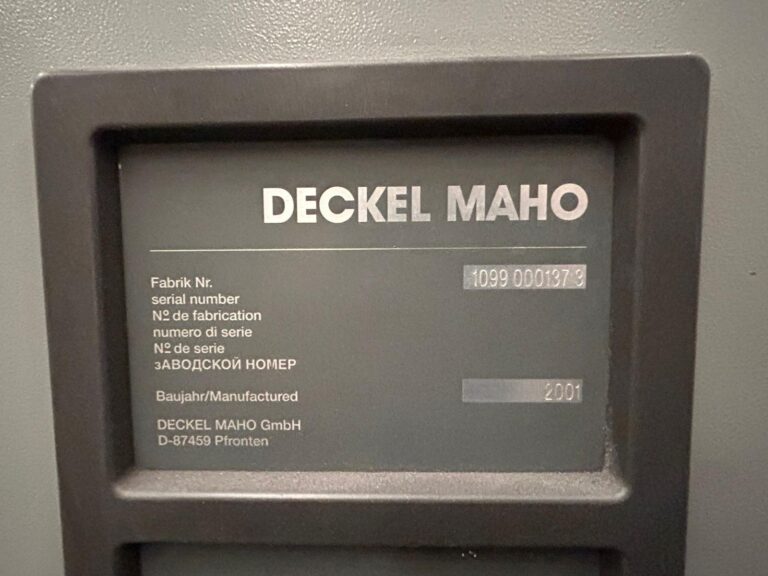 DECKEL MAHO
Fabrik Nr. 1099 000137 3
serial number
Nº de fabrication
numero di serie
Nº de serie
зАВОДСКОЙ НОМЕР
Baujahr/Manufactured 2001
DECKEL MAHO GmbH
D-87459 Pfronten